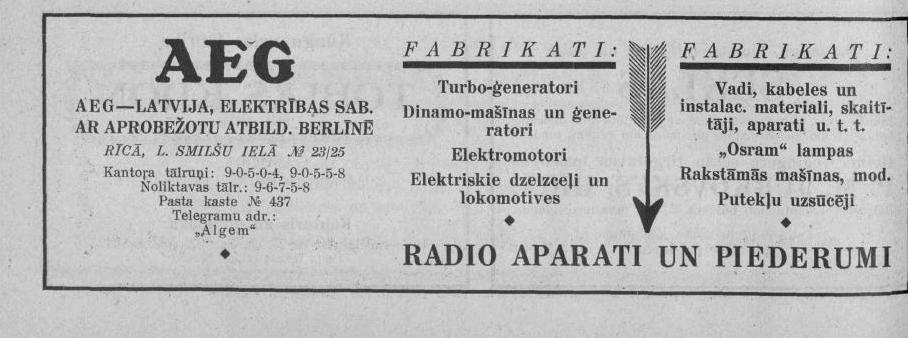 AEG
AEG—LATVIJA, ELEKTRĪBAS SAB.
AR APROBEŽOTU ATBILD. BERLĪNĒ
RĪCĀ, L. SMILŠU IELĀ № 23/25
Kantoŗa tālruņi: 9-0-5-0-4, 9-0-5-5-8
Noliktavas tālr.: 9-6-7-5-8
Pasta kaste № 437
Telegramu adr.:
„Algem“
FABRIKATI:
Turbo-ģeneratori
Dinamo-mašīnas un ģene-
ratori
Elektromotori
Elektriskie dzelzceļi un
lokomotives
FABRIKATI:
Vadi, kabeles un
instalac. materiali, skaitī-
tāji, aparati u. t. t.
„Osram“ lampas
Rakstāmās mašīnas, mod.
Putekļu uzsūcēji
RADIO APARATI UN PIEDERUMI